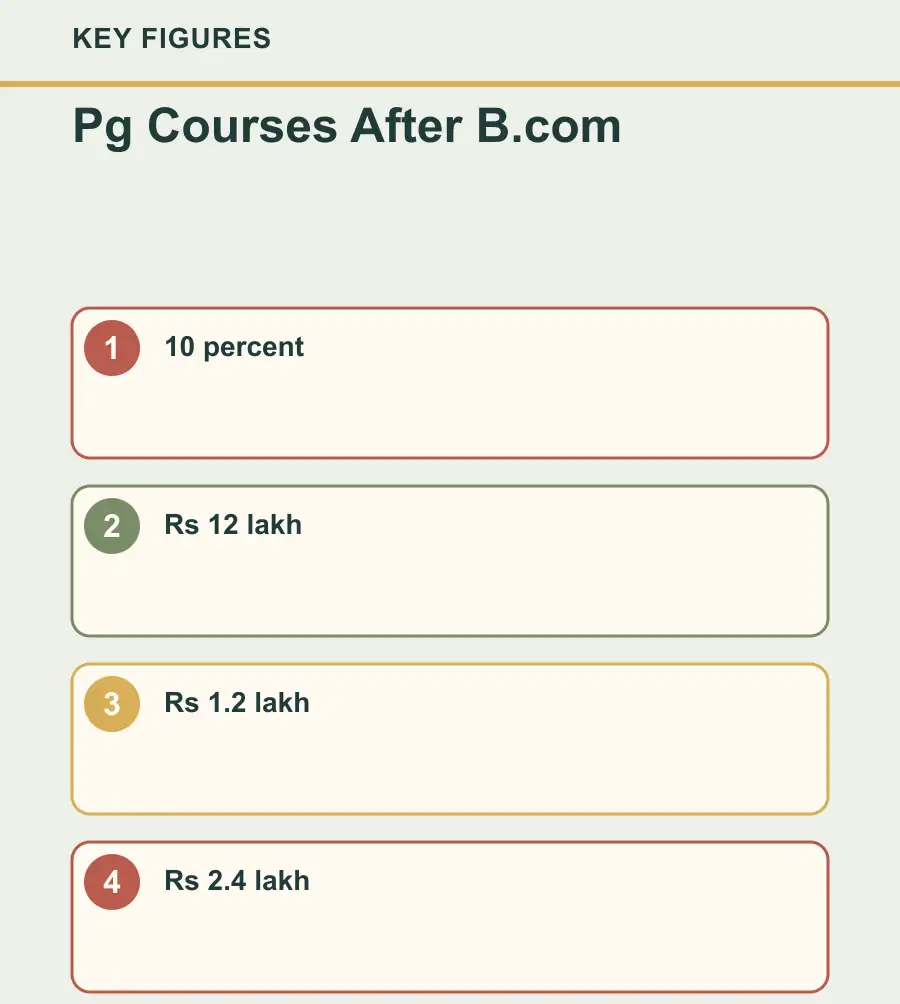 KEY FIGURES
Pg Courses After B.com
1 10 percent
2 Rs 12 lakh
3 Rs 1.2 lakh
4 Rs 2.4 lakh